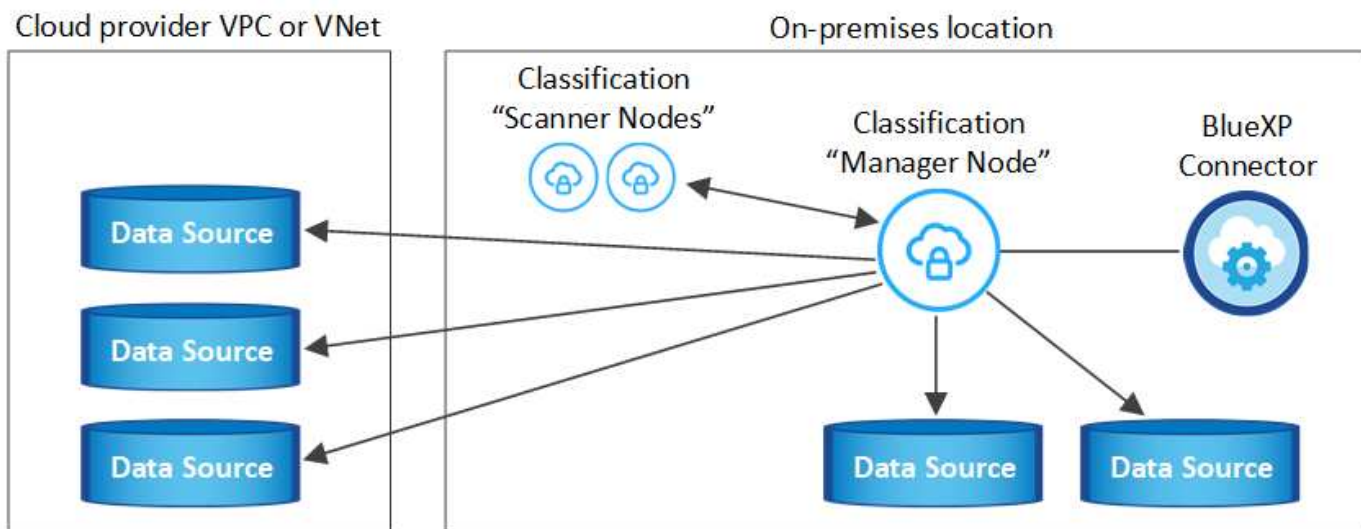 Cloud provider VPC or VNet
On-premises location
Classification
“Scanner Nodes”
Classification
“Manager Node”
BlueXP
Connector
Data Source
Data Source
Data Source
Data Source
Data Source